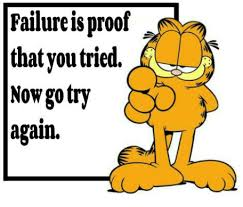 Failure is proof
that you tried.
Now go try
again.